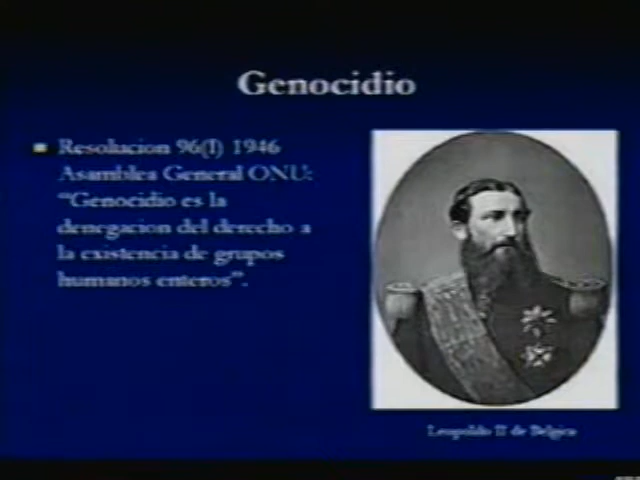 Genocidio
Resolucion 96(I) 1946
Asamblea General ONU:
"Genocidio es la
denegacion del derecho a
la existencia de grupos
humanos enteros".
Leopoldo II de Belgica